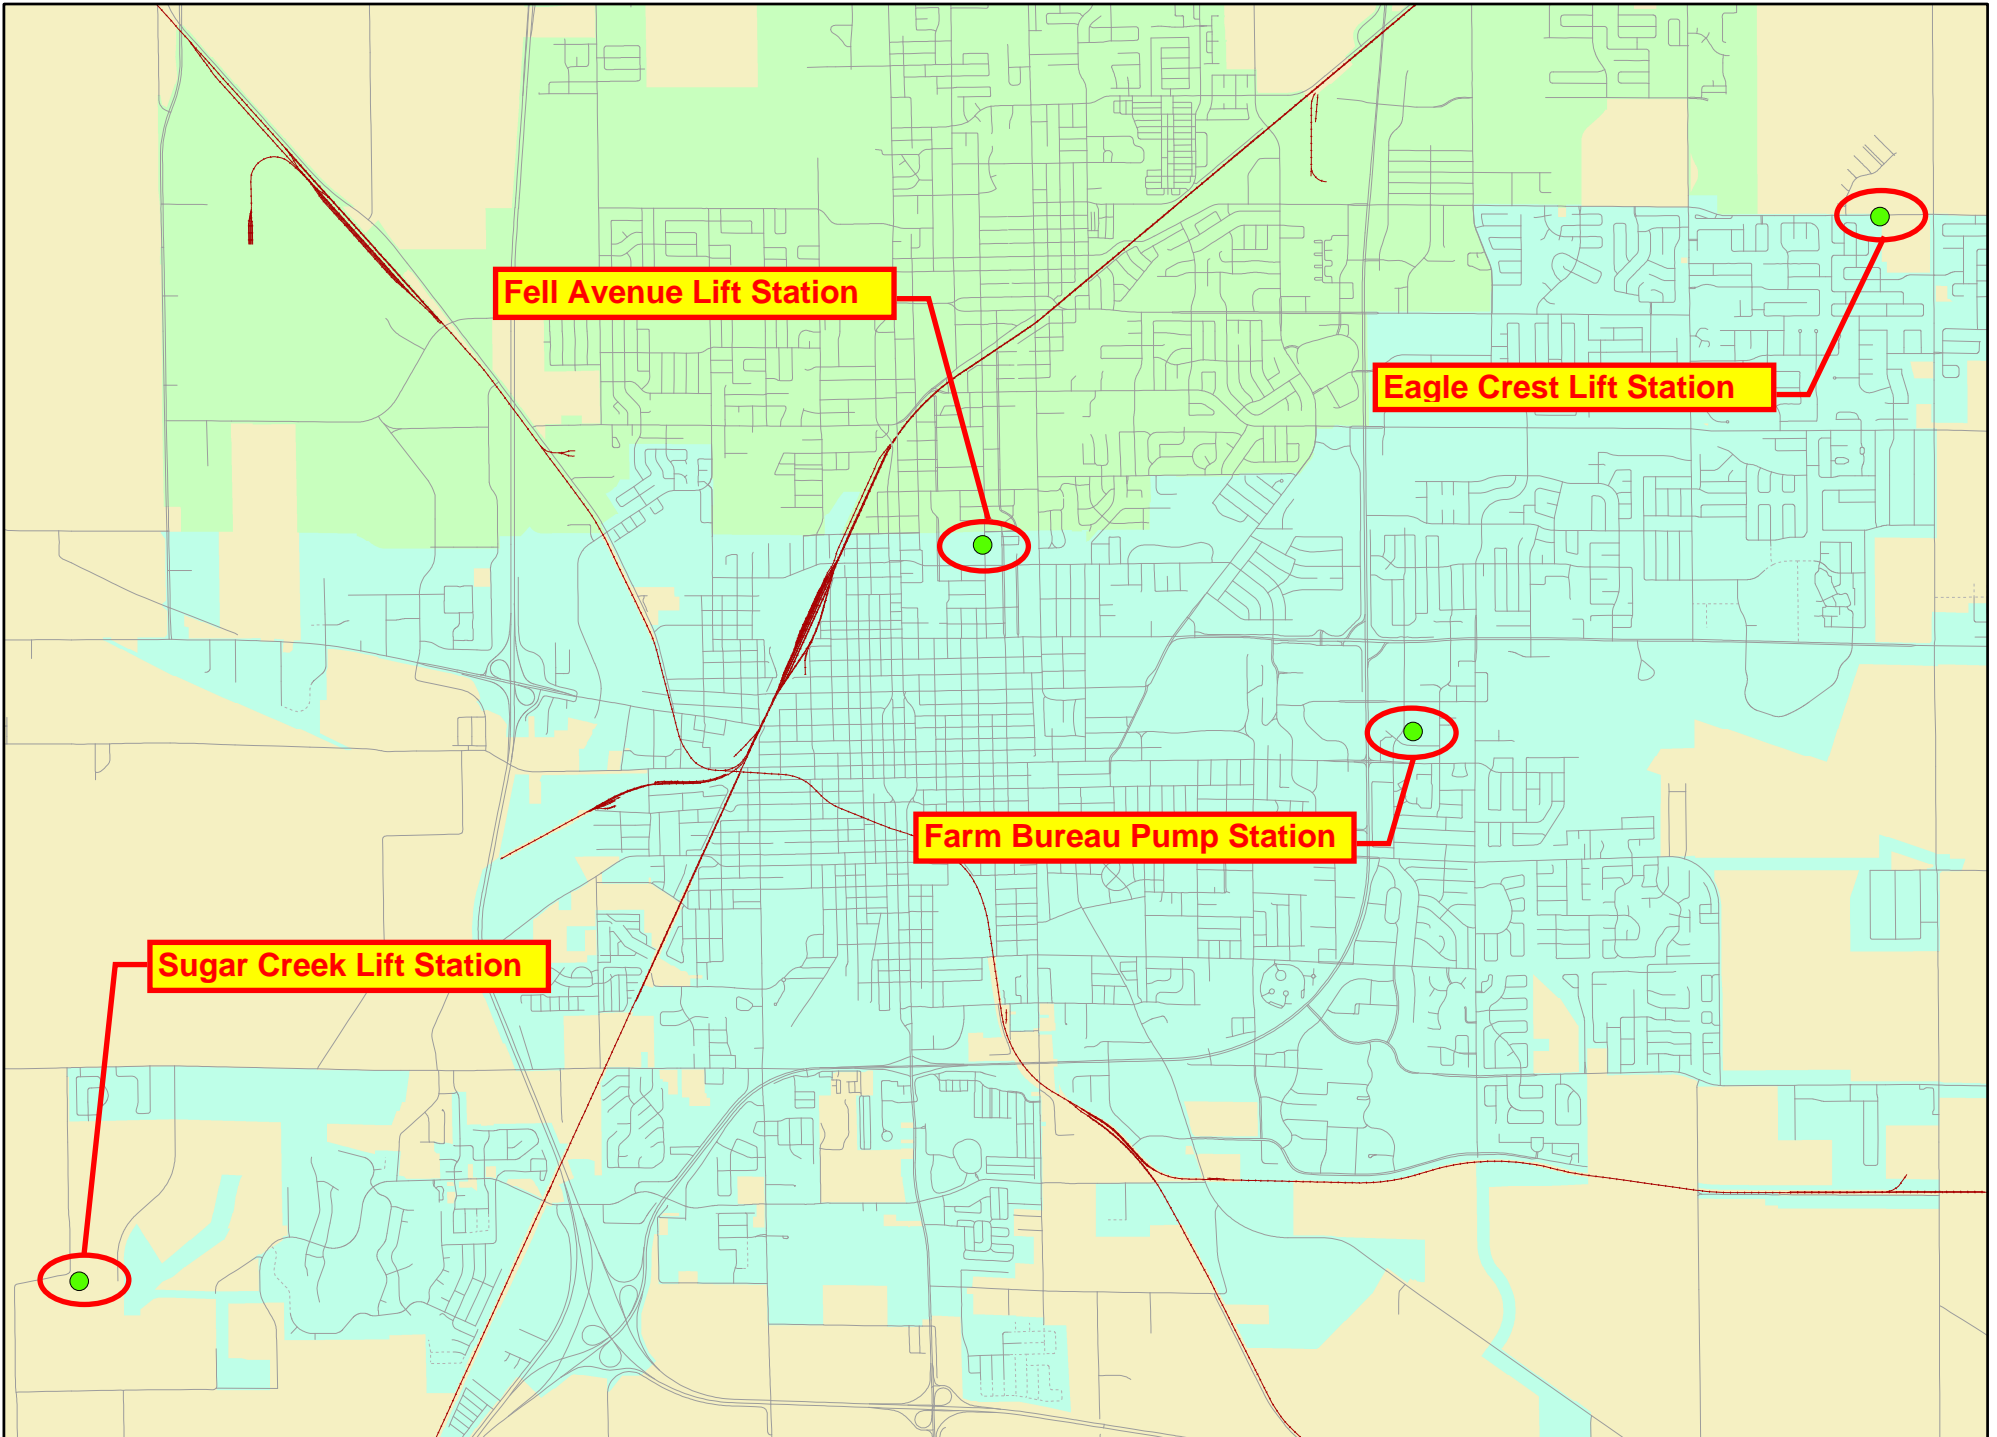 Fell Avenue Lift Station
Eagle Crest Lift Station
Farm Bureau Pump Station
Sugar Creek Lift Station